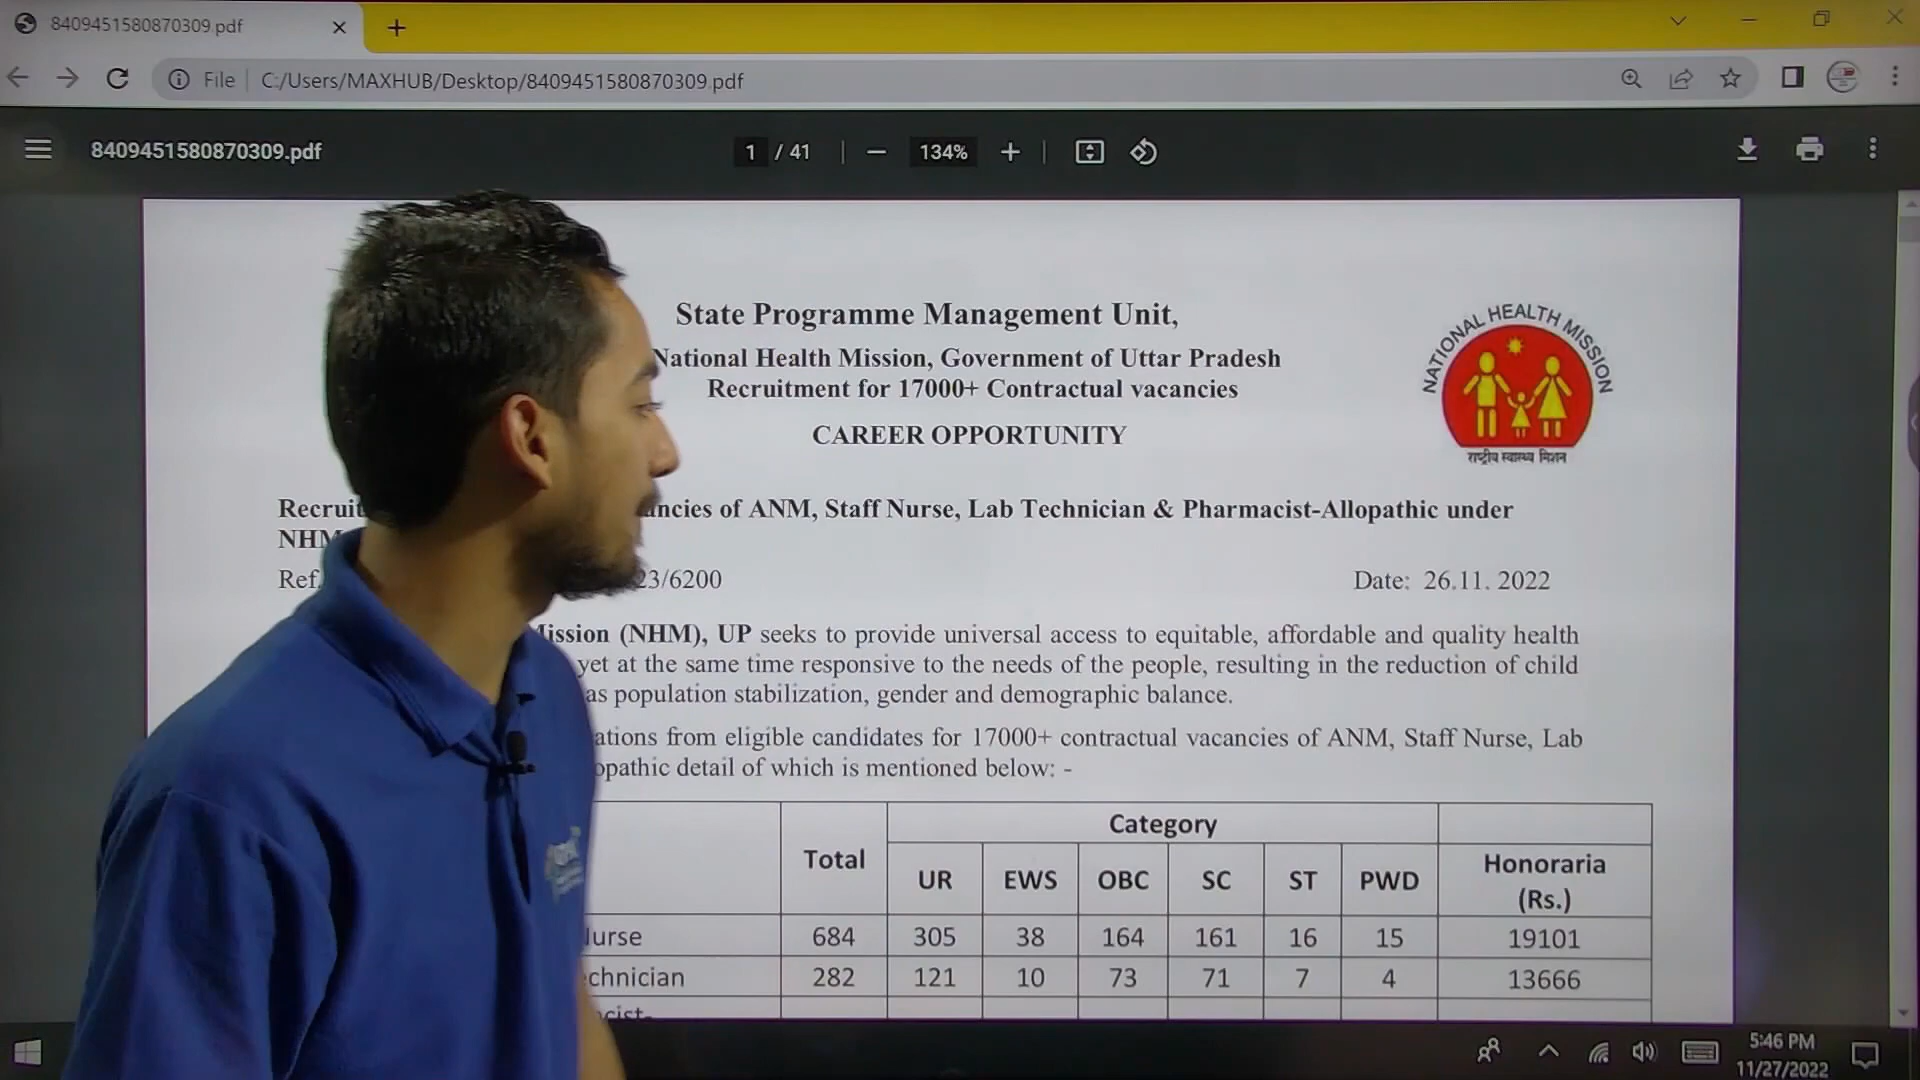 8409451580870309.pdf
File
C:/Users/MAXHUB/Desktop/8409451580870309.pdf
8409451580870309.pdf
1 / 41
134%
State Programme Management Unit,
National Health Mission, Government of Uttar Pradesh
Recruitment for 17000+ Contractual vacancies
CAREER OPPORTUNITY
NATIONAL HEALTH MISSION
राष्ट्रीय स्वास्थ्य मिशन
of ANM, Staff Nurse, Lab Technician & Pharmacist-Allopathic under
NHM
Ref. 23/6200 Date: 26.11. 2022
Mission (NHM), UP seeks to provide universal access to equitable, affordable and quality health
yet at the same time responsive to the needs of the people, resulting in the reduction of child
as population stabilization, gender and demographic balance.
from eligible candidates for 17000+ contractual vacancies of ANM, Staff Nurse, Lab
detail of which is mentioned below: -
Total Category Honoraria (Rs.)
UR EWS OBC SC ST PWD
Nurse 684 305 38 164 161 16 15 19101
282 121 10 73 71 7 4 13666
5:46 PM
11/27/2022